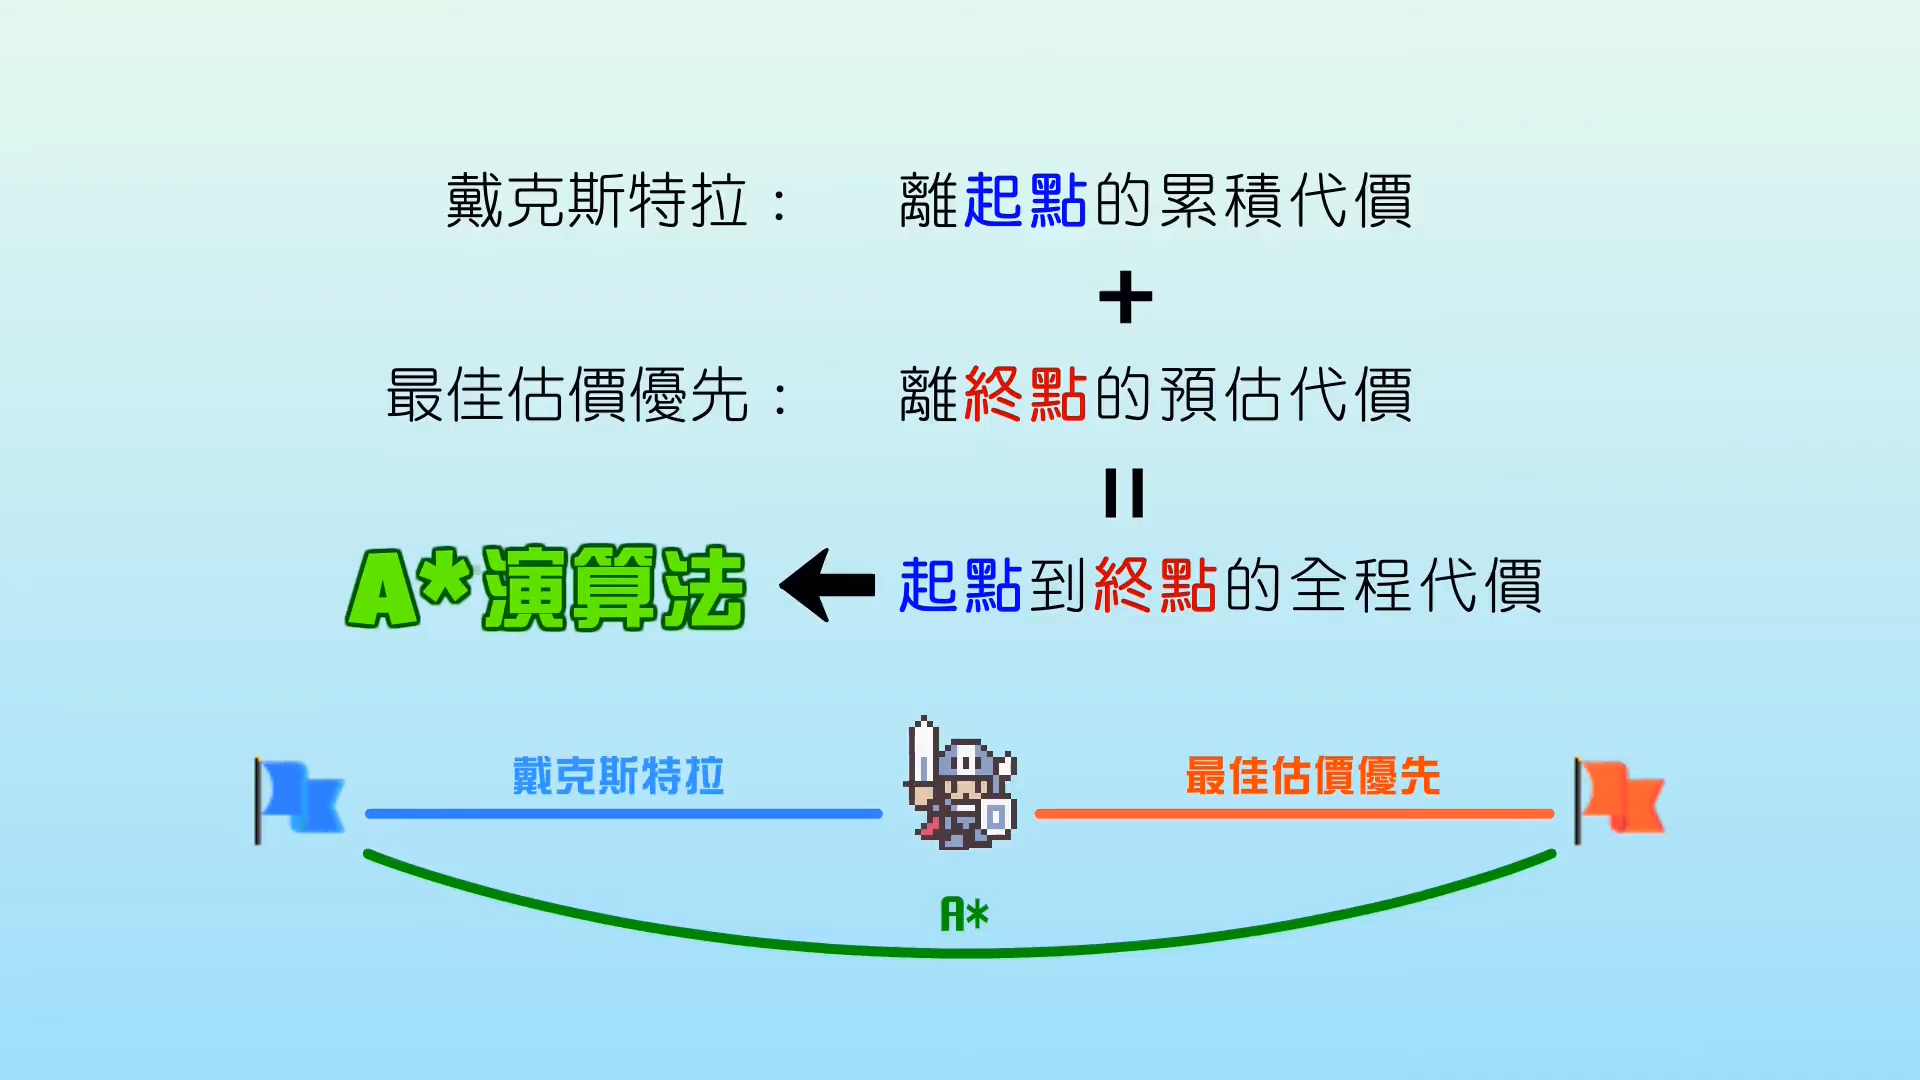 戴克斯特拉： 離起點的累積代價
+
最佳估價優先： 離終點的預估代價
=
A*演算法 ← 起點到終點的全程代價
戴克斯特拉 最佳估價優先
A*